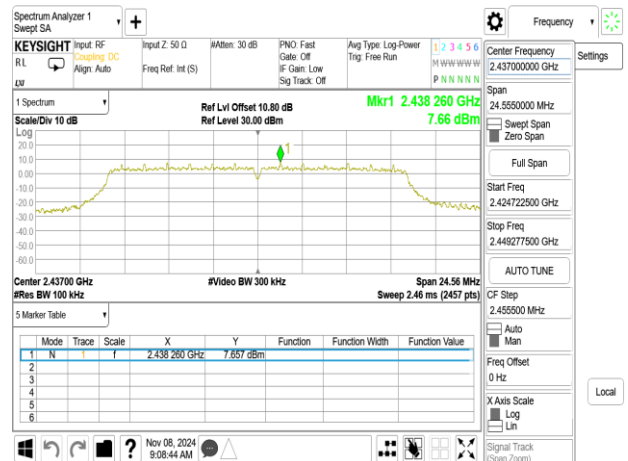 Spectrum Analyzer 1
Swept SA
Frequency
KEYSIGHT
RL
Input: RF
Coupling: DC
Align: Auto
Input Z: 50 Ω
Freq Ref: Int (S)
#Atten: 30 dB
PNO: Fast
Gate: Off
IF Gain: Low
Sig Track: Off
Avg Type: Log-Power
Trig: Free Run
1 2 3 4 5 6
M W W W W W
P N N N N N
1 Spectrum
Scale/Div 10 dB
Log
Ref Lvl Offset 10.80 dB
Ref Level 30.00 dBm
Mkr1 2.438 260 GHz
7.66 dBm
1
20.0
10.0
0.00
-10.0
-20.0
-30.0
-40.0
-50.0
-60.0
Center 2.43700 GHz
#Res BW 100 kHz
#Video BW 300 kHz
Span 24.56 MHz
Sweep 2.46 ms (2457 pts)
5 Marker Table
Mode Trace Scale X Y Function Function Width Function Value
1 N 1 f 2.438 260 GHz 7.657 dBm
2
3
4
5
6
?
Nov 08, 2024
9:08:44 AM
Center Frequency
2.437000000 GHz
Settings
Span
24.5550000 MHz
Swept Span
Zero Span
Full Span
Start Freq
2.424722500 GHz
Stop Freq
2.449277500 GHz
AUTO TUNE
CF Step
2.455500 MHz
Auto
Man
Freq Offset
0 Hz
X Axis Scale
Log
Lin
Local
Signal Track
(Span Zoom)